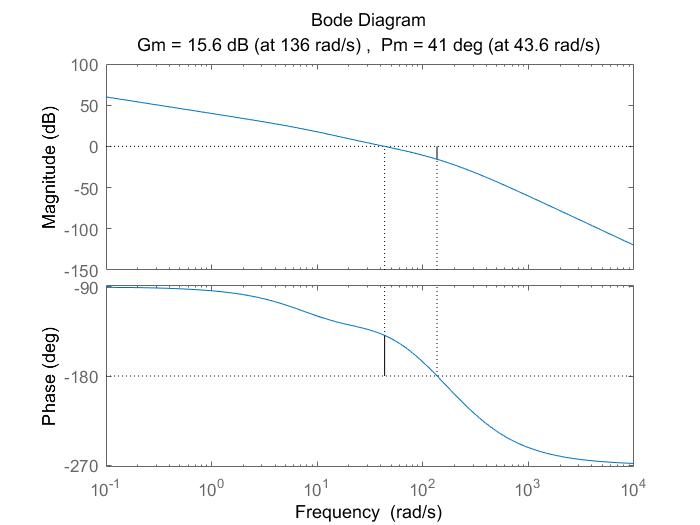 Bode Diagram
Gm = 15.6 dB (at 136 rad/s) ,  Pm = 41 deg (at 43.6 rad/s)
100
50
0
-50
-100
-150
Magnitude (dB)
-90
-180
-270
Phase (deg)
10^-1 10^0 10^1 10^2 10^3 10^4
Frequency  (rad/s)